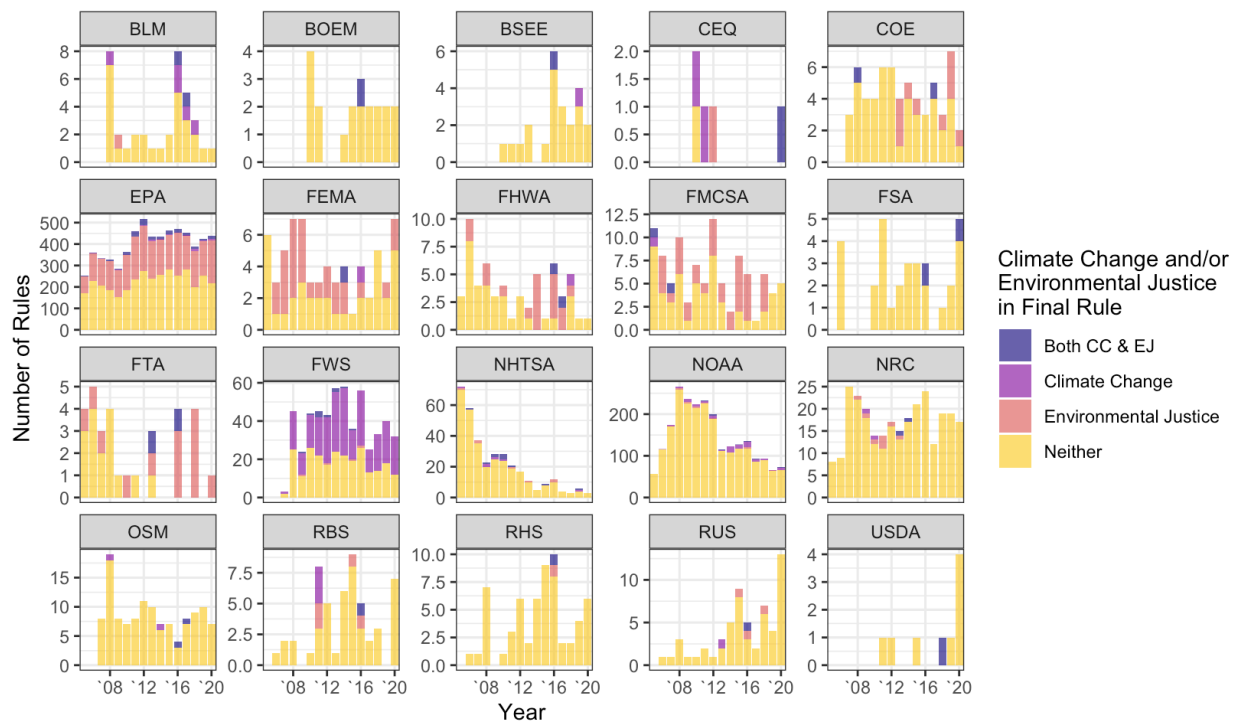 BLM BOEM BSEE CEQ COE
8 6 4 2 0
4 3 2 1 0
6 4 2 0
2.0 1.5 1.0 0.5 0.0
6 4 2 0
EPA FEMA FHWA FMCSA FSA
500 400 300 200 100 0
6 4 2 0
10.0 7.5 5.0 2.5 0.0
12.5 10.0 7.5 5.0 2.5 0.0
5 4 3 2 1 0
FTA FWS NHTSA NOAA NRC
5 4 3 2 1 0
60 40 20 0
60 40 20 0
200 100 0
25 20 15 10 5 0
OSM RBS RHS RUS USDA
15 10 5 0
7.5 5.0 2.5 0.0
10.0 7.5 5.0 2.5 0.0
10 5 0
4 3 2 1 0
`08 `12 `16 `20
`08 `12 `16 `20
`08 `12 `16 `20
`08 `12 `16 `20
`08 `12 `16 `20
Year
Number of Rules
Climate Change and/or
Environmental Justice
in Final Rule
Both CC & EJ
Climate Change
Environmental Justice
Neither